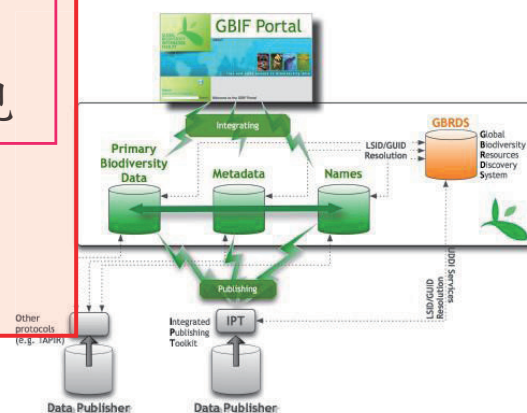 GBIF Portal
Integrating
GBRDS
Global
Biodiversity
Resources
Discovery
System
LSID/GUID
Resolution
Primary
Biodiversity
Data
Metadata
Names
Publishing
UDDI Services
LSID/GUID
Resolution
Other
protocols
(e.g. TAPIR)
Integrated
Publishing
Toolkit
IPT
Data Publisher
Data Publisher